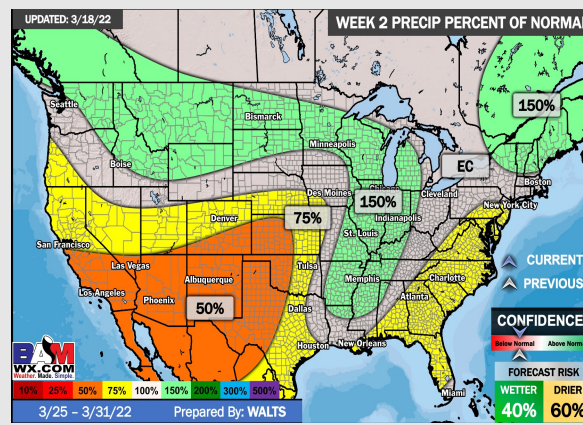 UPDATED: 3/18/22
WEEK 2 PRECIP PERCENT OF NORMAL
Seattle
Bismarck
150%
Minneapolis
Boise
EC
Boston
Des Moines
Chicago
Cleveland
New York City
150%
Denver
75%
Indianapolis
San Francisco
St. Louis
Las Vegas
Tulsa
CURRENT
Albuquerque
Memphis
Charlotte
Los Angeles
Phoenix
PREVIOUS
50%
Dallas
Atlanta
CONFIDENCE
Houston
New Orleans
Below Normal
Above Norm
BAM
WX.COM
Weather. Made. Simple.
FORECAST RISK
Miami
WETTER
DRIER
10% 25% 50% 75% 100% 150% 200% 300% 500%
40%
60%
3/25 – 3/31/22
Prepared By: WALTS